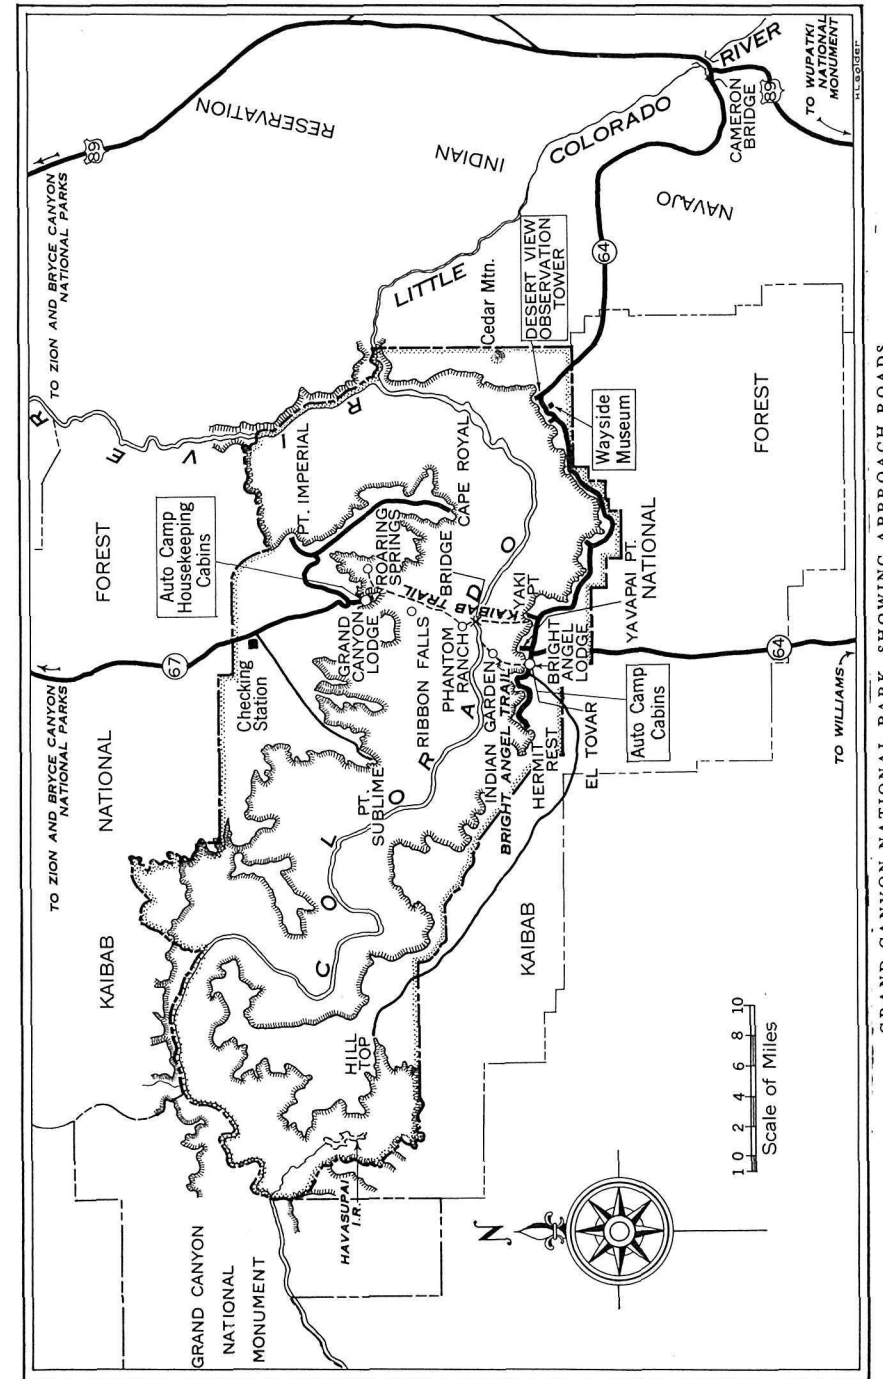 TO ZION AND BRYCE CANYON
NATIONAL PARKS
TO ZION AND BRYCE CANYON
NATIONAL PARKS
89
67
KAIBAB
NATIONAL
FOREST
Auto Camp
Housekeeping
Cabins
Checking
Station
PT. IMPERIAL
ROARING
SPRINGS
GRAND CANYON
LODGE
CAPE ROYAL
RIBBON FALLS
KAIBAB TRAIL
BRIDGE
PHANTOM
RANCH
PT.
SUBLIME
COLORADO
RIVER
INDIAN GARDEN
BRIGHT ANGEL TRAIL
HERMIT
REST
EL TOVAR
BRIGHT
ANGEL
LODGE
YAKI
PT
YAVAPAI PT.
Auto Camp
Cabins
HILL
TOP
HAVASUPAI
I.R.
GRAND CANYON
NATIONAL
MONUMENT
KAIBAB
NATIONAL
FOREST
Wayside
Museum
DESERT VIEW
OBSERVATION
TOWER
Cedar Mtn.
LITTLE
COLORADO
RIVER
NAVAJO
INDIAN
RESERVATION
64
CAMERON
BRIDGE
89
TO WUPATKI
NATIONAL
MONUMENT
64
TO WILLIAMS
N
1 0 2 4 6 8 10
Scale of Miles
H.L.Golder
GRAND CANYON NATIONAL PARK, SHOWING APPROACH ROADS